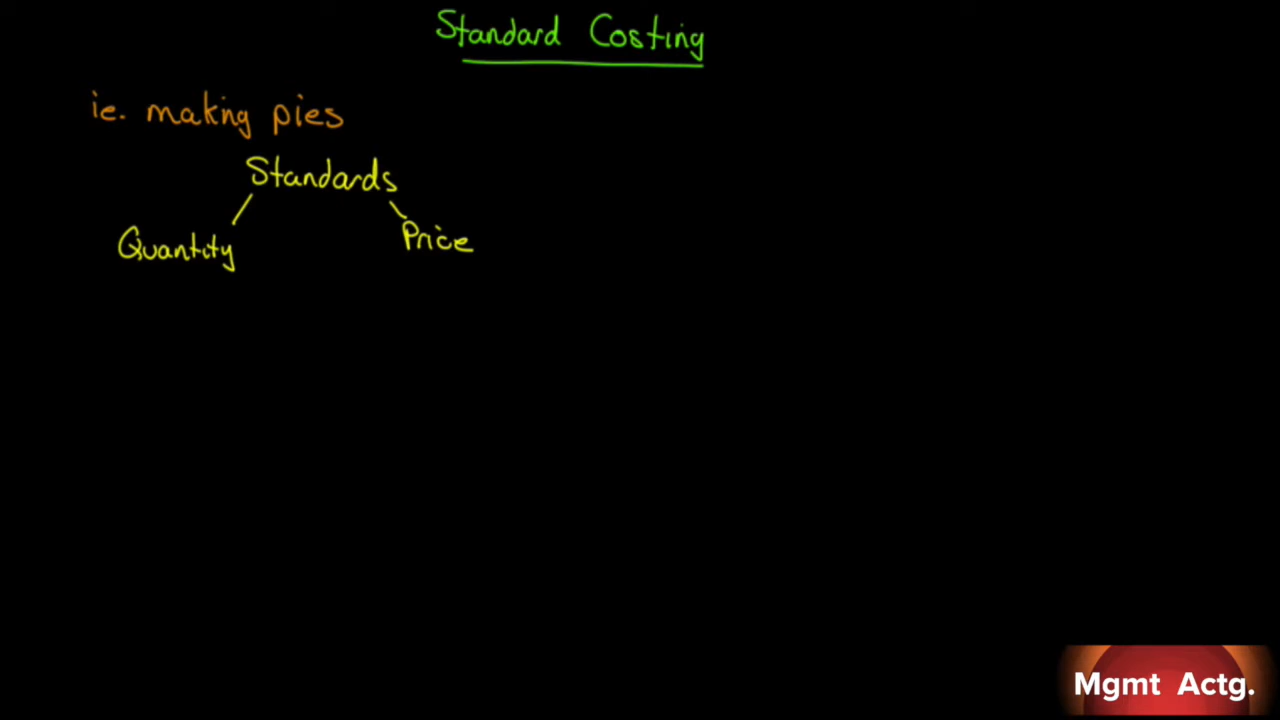 Standard Costing
ie. making pies
Standards
Quantity
Price
Mgmt Actg.